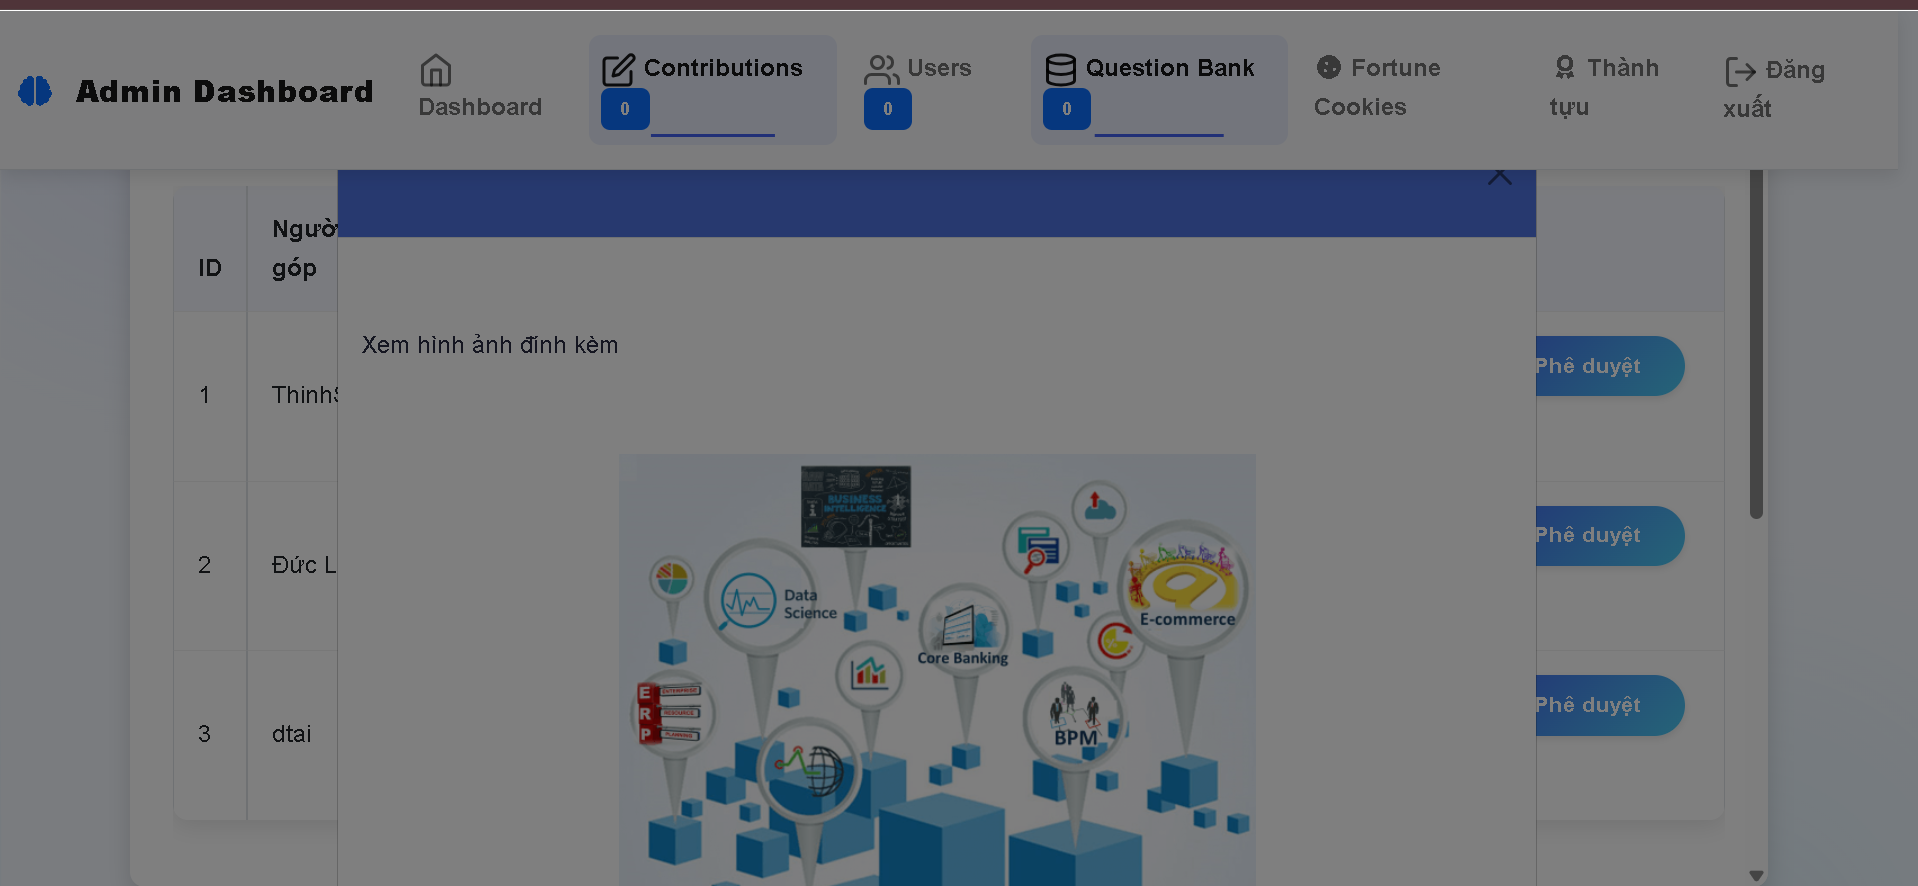 Admin Dashboard
Dashboard
Contributions
0
Users
0
Question Bank
0
Fortune
Cookies
Thành
tựu
Đăng
xuất
ID
Ngườ
góp
Xem hình ảnh đính kèm
1
Thinh
Phê duyệt
2
Đức L
Phê duyệt
3
dtai
Phê duyệt
BUSINESS
INTELLIGENCE
Data
Science
E-commerce
Core Banking
ERP
ENTERPRISE
RESOURCE
PLANNING
BPM